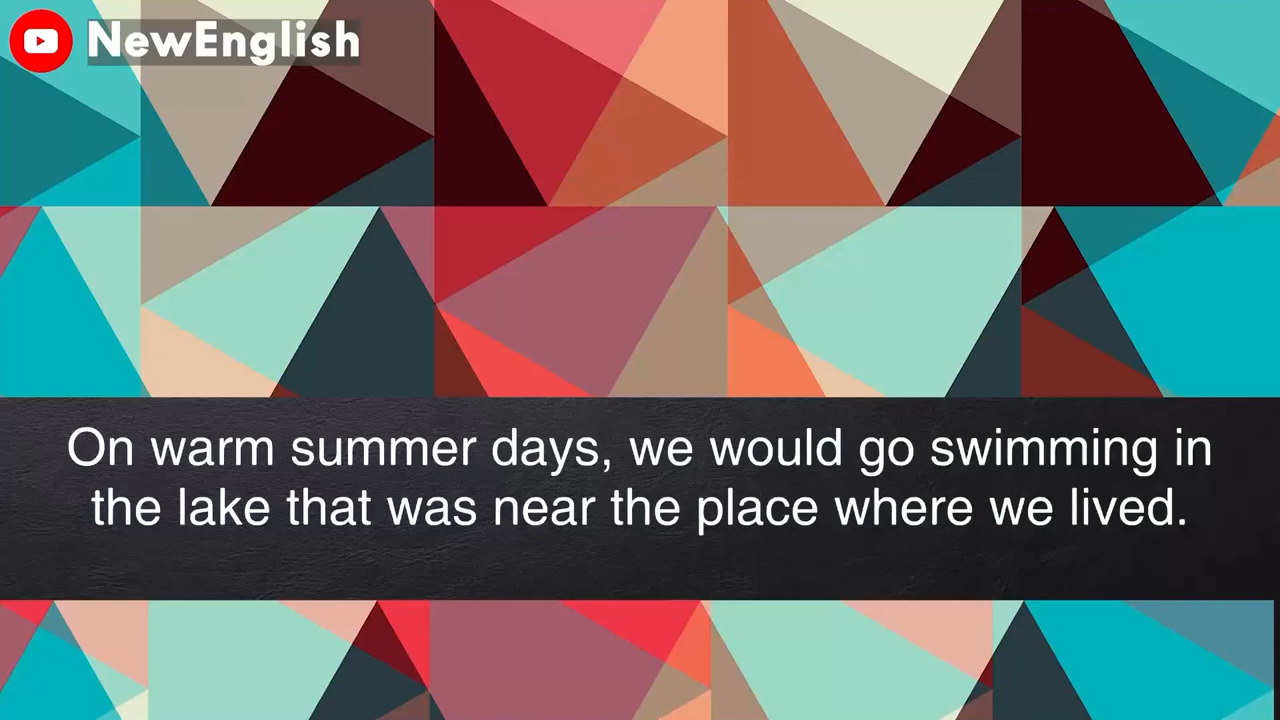 NewEnglish
On warm summer days, we would go swimming in
the lake that was near the place where we lived.